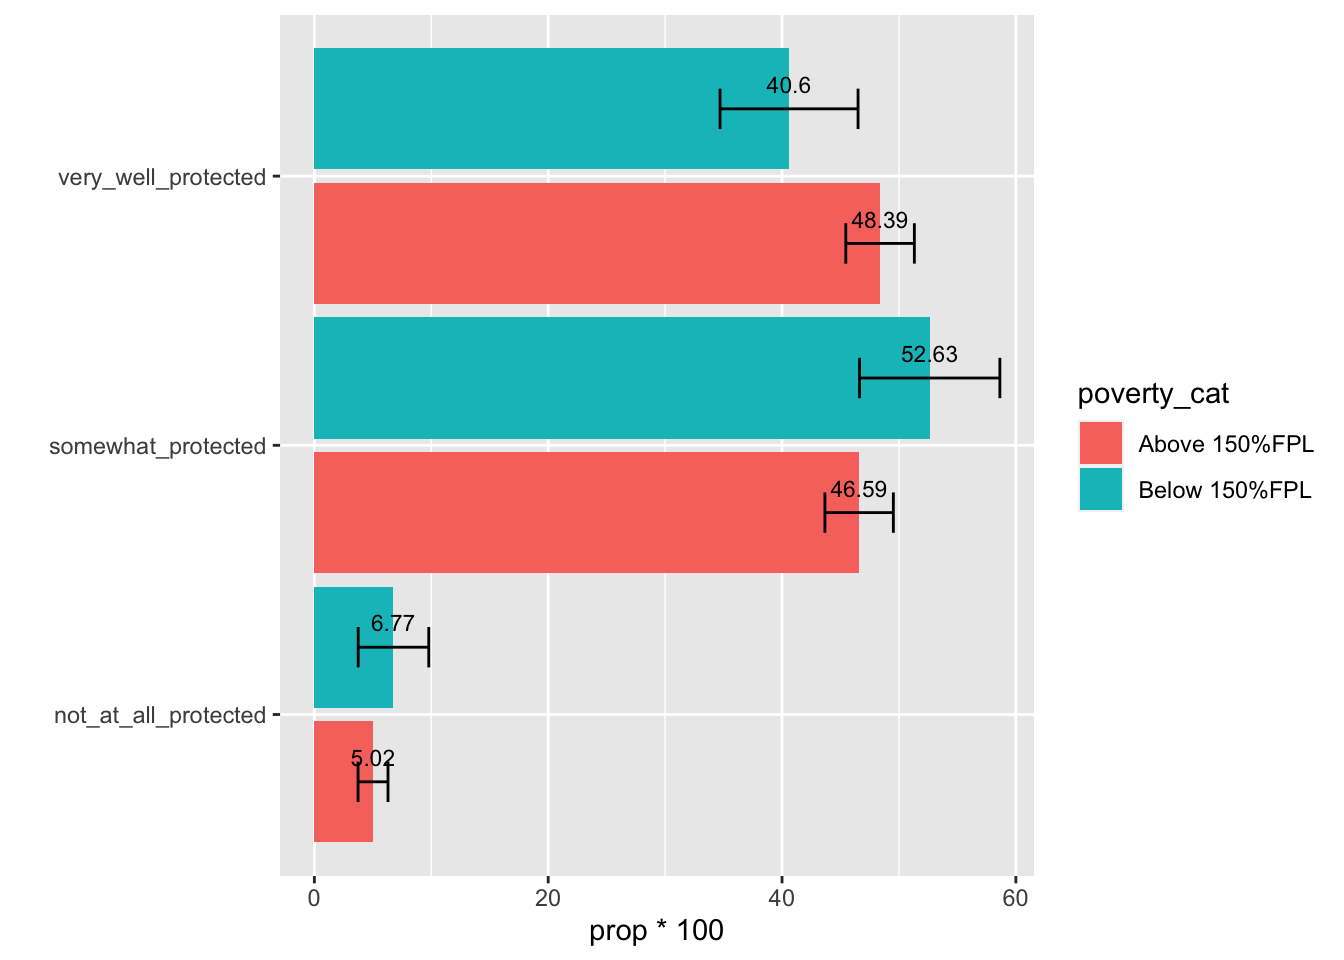 40.6
very_well_protected
48.39
52.63
somewhat_protected
46.59
6.77
not_at_all_protected
5.02
0 20 40 60
prop * 100
poverty_cat
Above 150%FPL
Below 150%FPL